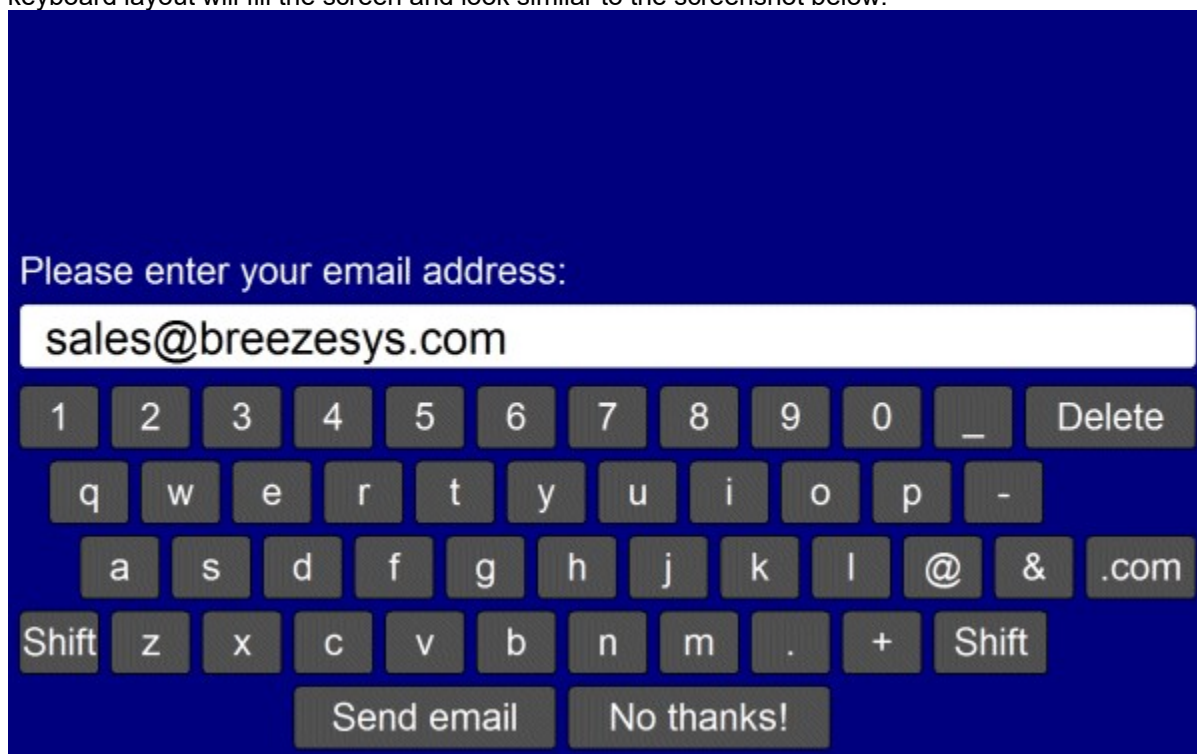 keyboard layout will fill the screen and look similar to the screenshot below:
Please enter your email address:
sales@breezesys.com
1 2 3 4 5 6 7 8 9 0 _ Delete
q w e r t y u i o p -
a s d f g h j k l @ & .com
Shift z x c v b n m . + Shift
Send email No thanks!